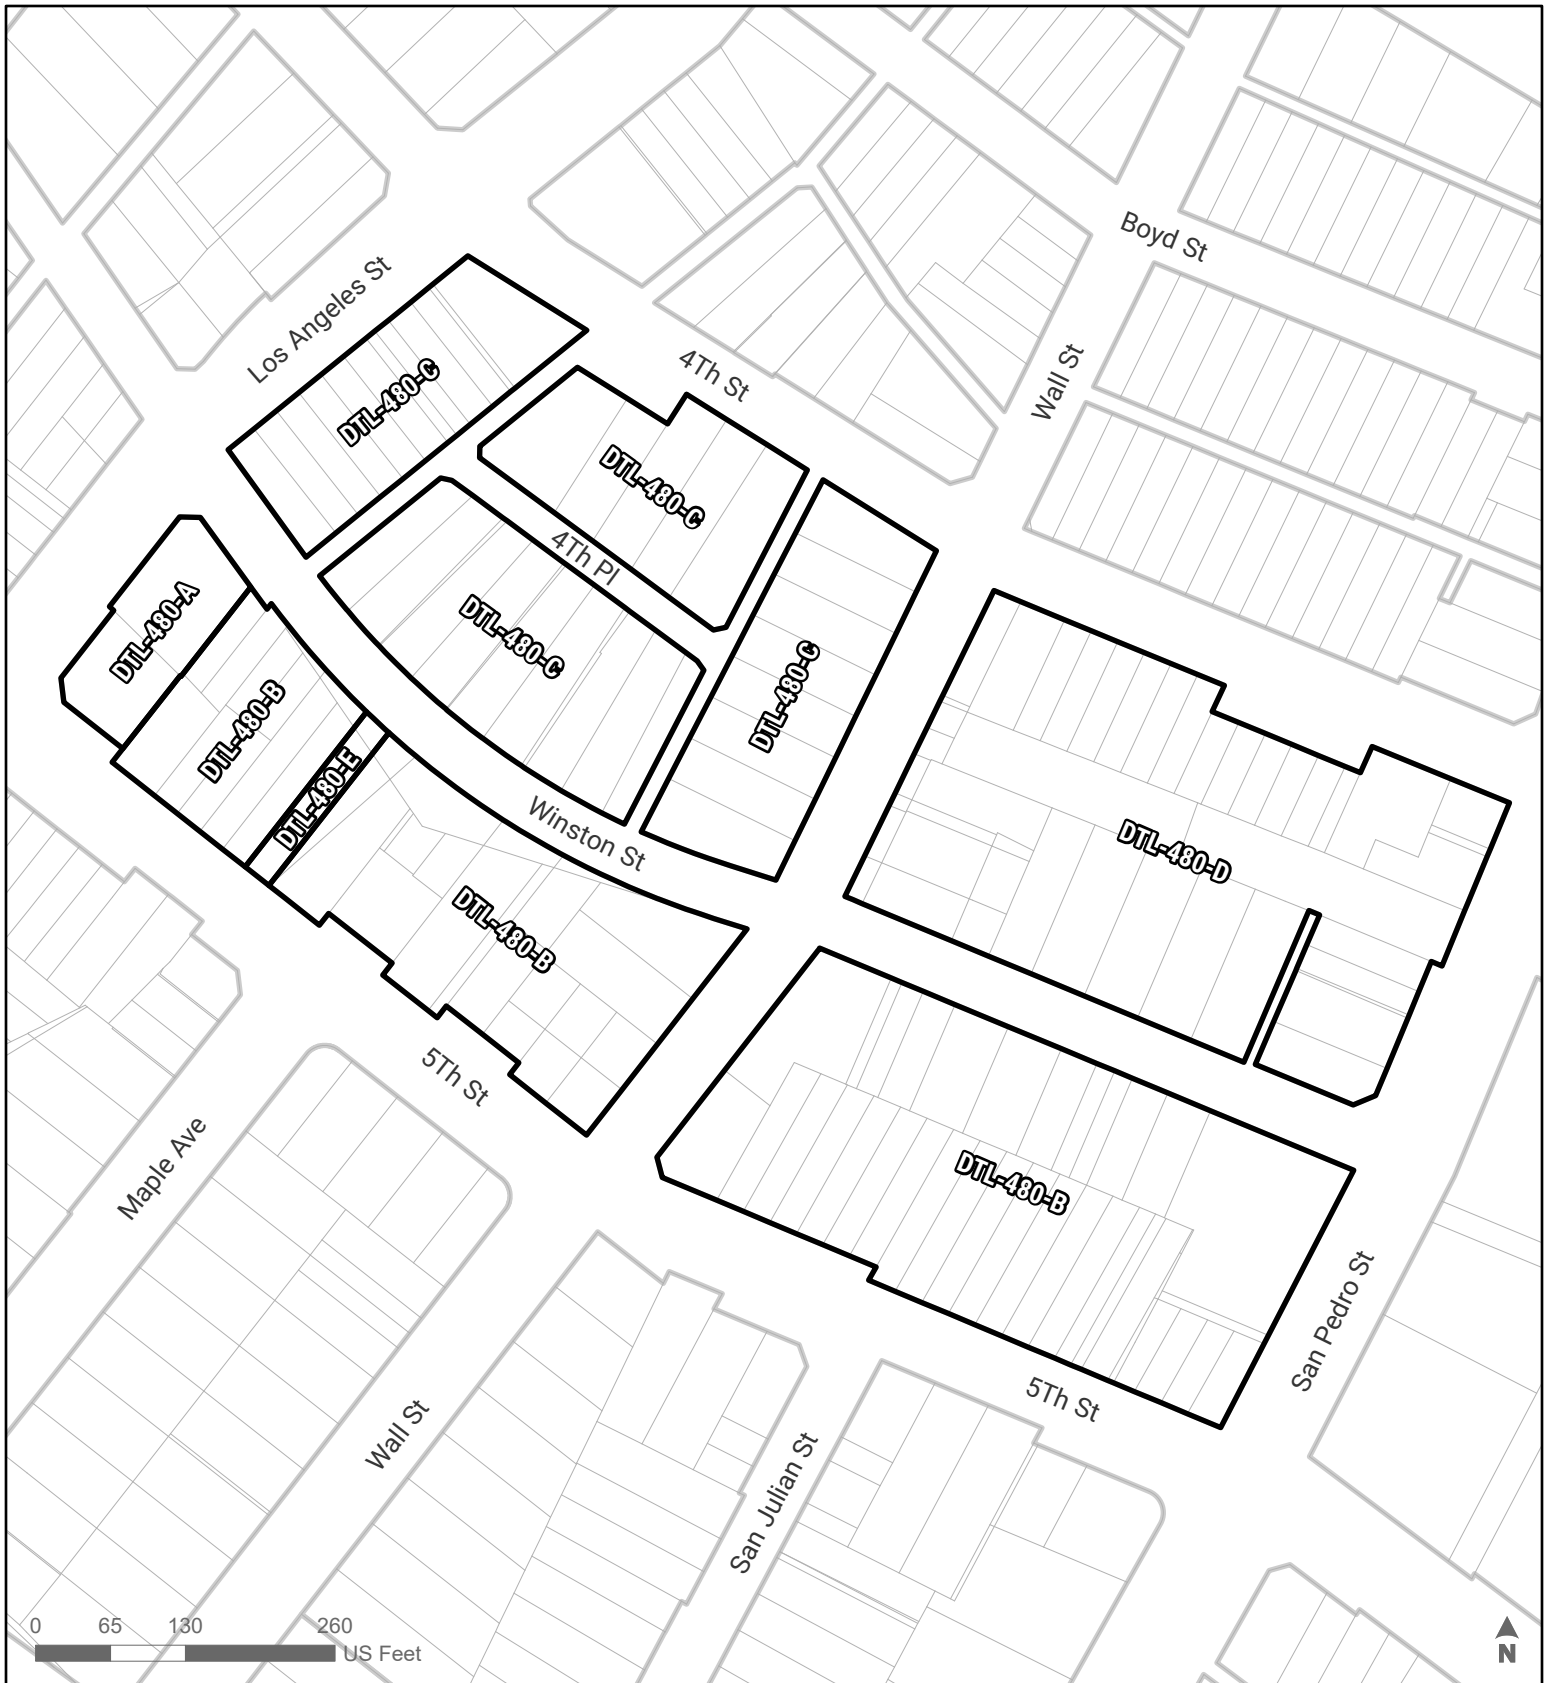 Boyd St
Los Angeles St
4Th St
Wall St
DTL-480-C
DTL-480-C
4Th Pl
DTL-480-A
DTL-480-C
DTL-480-C
DTL-480-B
DTL-480-E
Winston St
DTL-480-D
DTL-480-B
5Th St
Maple Ave
DTL-480-B
San Pedro St
5Th St
Wall St
San Julian St
0 65 130 260
US Feet
N